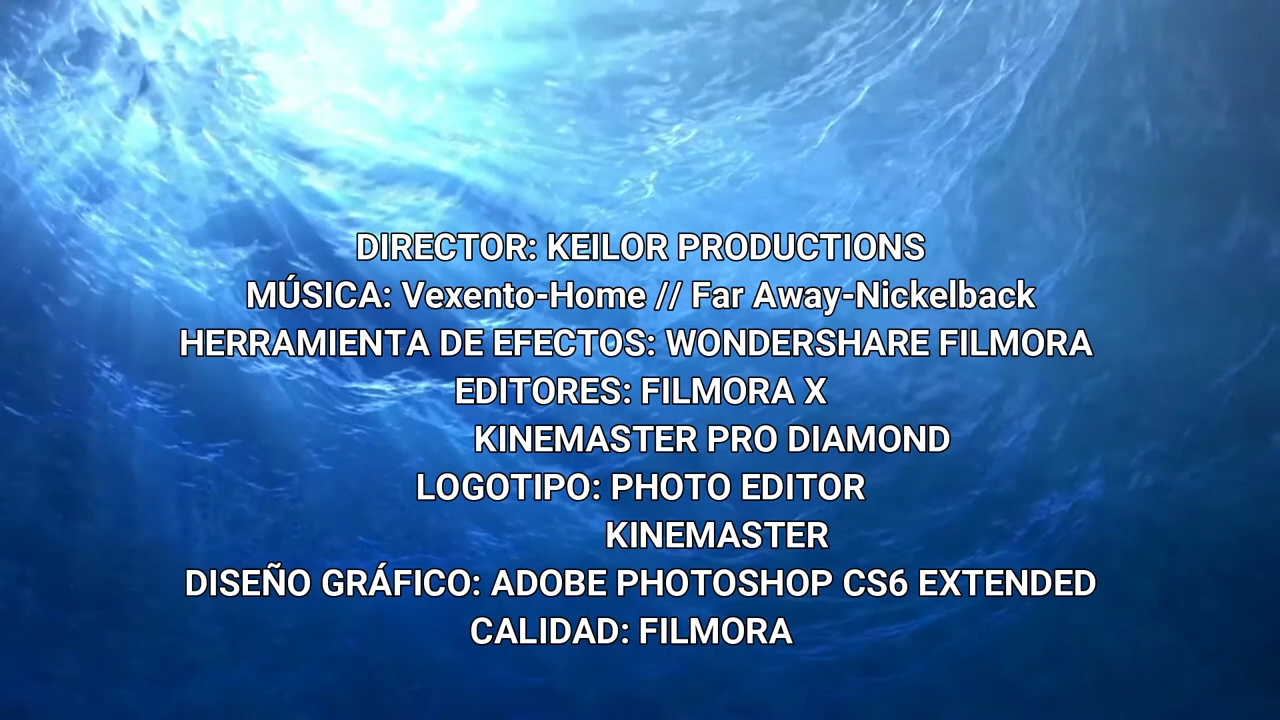 DIRECTOR: KEILOR PRODUCTIONS
MÚSICA: Vexento-Home // Far Away-Nickelback
HERRAMIENTA DE EFECTOS: WONDERSHARE FILMORA
EDITORES: FILMORA X
KINEMASTER PRO DIAMOND
LOGOTIPO: PHOTO EDITOR
KINEMASTER
DISEÑO GRÁFICO: ADOBE PHOTOSHOP CS6 EXTENDED
CALIDAD: FILMORA